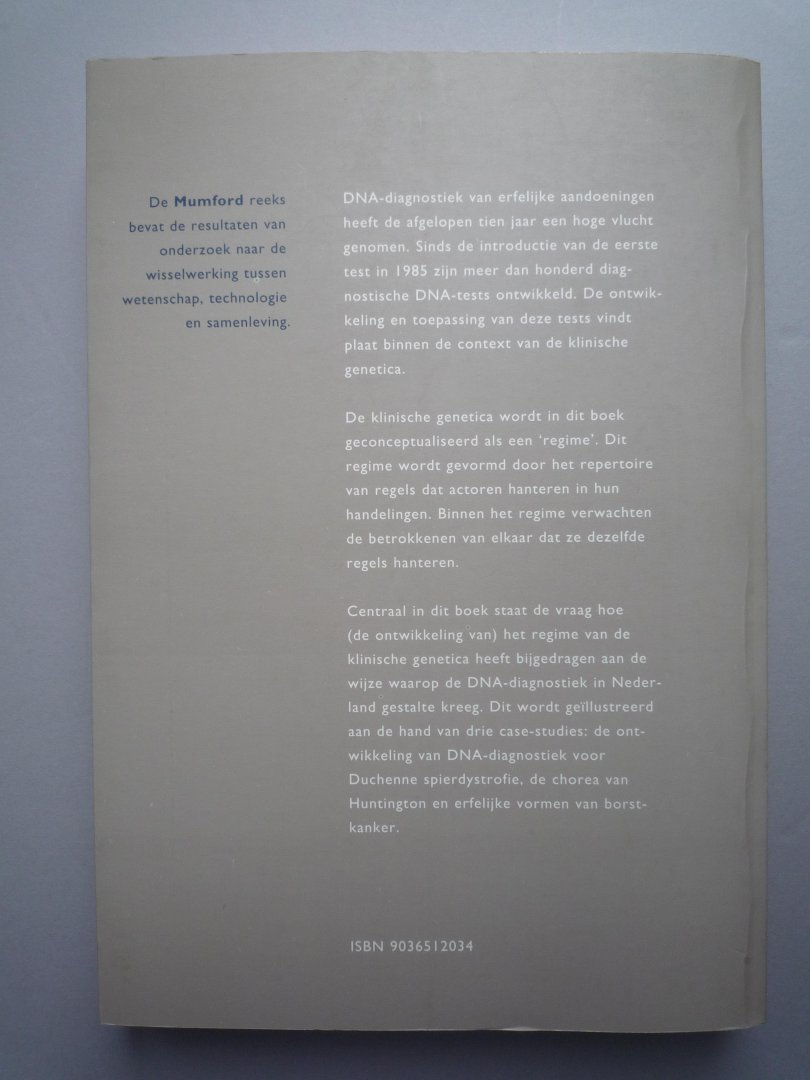 De Mumford reeks
bevat de resultaten van
onderzoek naar de
wisselwerking tussen
wetenschap, technologie
en samenleving.
DNA-diagnostiek van erfelijke aandoeningen
heeft de afgelopen tien jaar een hoge vlucht
genomen. Sinds de introductie van de eerste
test in 1985 zijn meer dan honderd diag-
nostische DNA-tests ontwikkeld. De ontwik-
keling en toepassing van deze tests vindt
plaat binnen de context van de klinische
genetica.
De klinische genetica wordt in dit boek
geconceptualiseerd als een ‘regime’. Dit
regime wordt gevormd door het repertoire
van regels dat actoren hanteren in hun
handelingen. Binnen het regime verwachten
de betrokkenen van elkaar dat ze dezelfde
regels hanteren.
Centraal in dit boek staat de vraag hoe
(de ontwikkeling van) het regime van de
klinische genetica heeft bijgedragen aan de
wijze waarop de DNA-diagnostiek in Neder-
land gestalte kreeg. Dit wordt geïllustreerd
aan de hand van drie case-studies: de ont-
wikkeling van DNA-diagnostiek voor
Duchenne spierdystrofie, de chorea van
Huntington en erfelijke vormen van borst-
kanker.
ISBN 9036512034